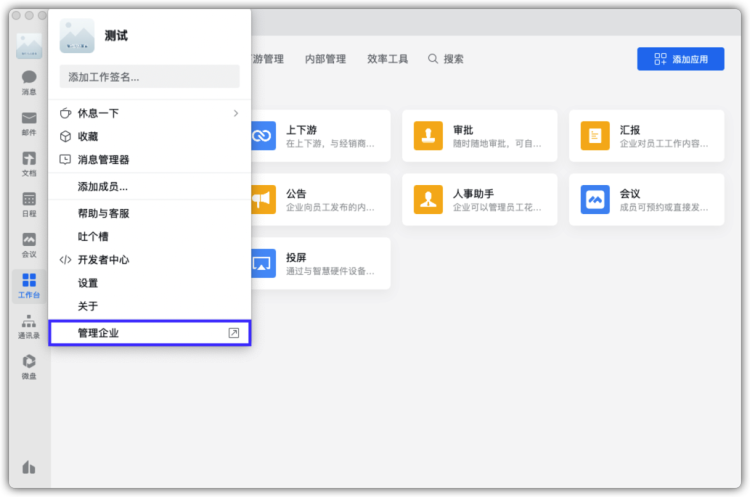 测试
添加工作签名...
休息一下
收藏
消息管理器
添加成员...
帮助与客服
吐个槽
开发者中心
设置
关于
管理企业
消息
邮件
文档
日程
会议
工作台
通讯录
微盘
游管理
内部管理
效率工具
搜索
添加应用
上下游
在上下游，与经销商...
审批
随时随地审批，可自...
汇报
企业对员工工作内容...
公告
企业向员工发布的内...
人事助手
企业可以管理员工花...
会议
成员可预约或直接发...
投屏
通过与智慧硬件设备...